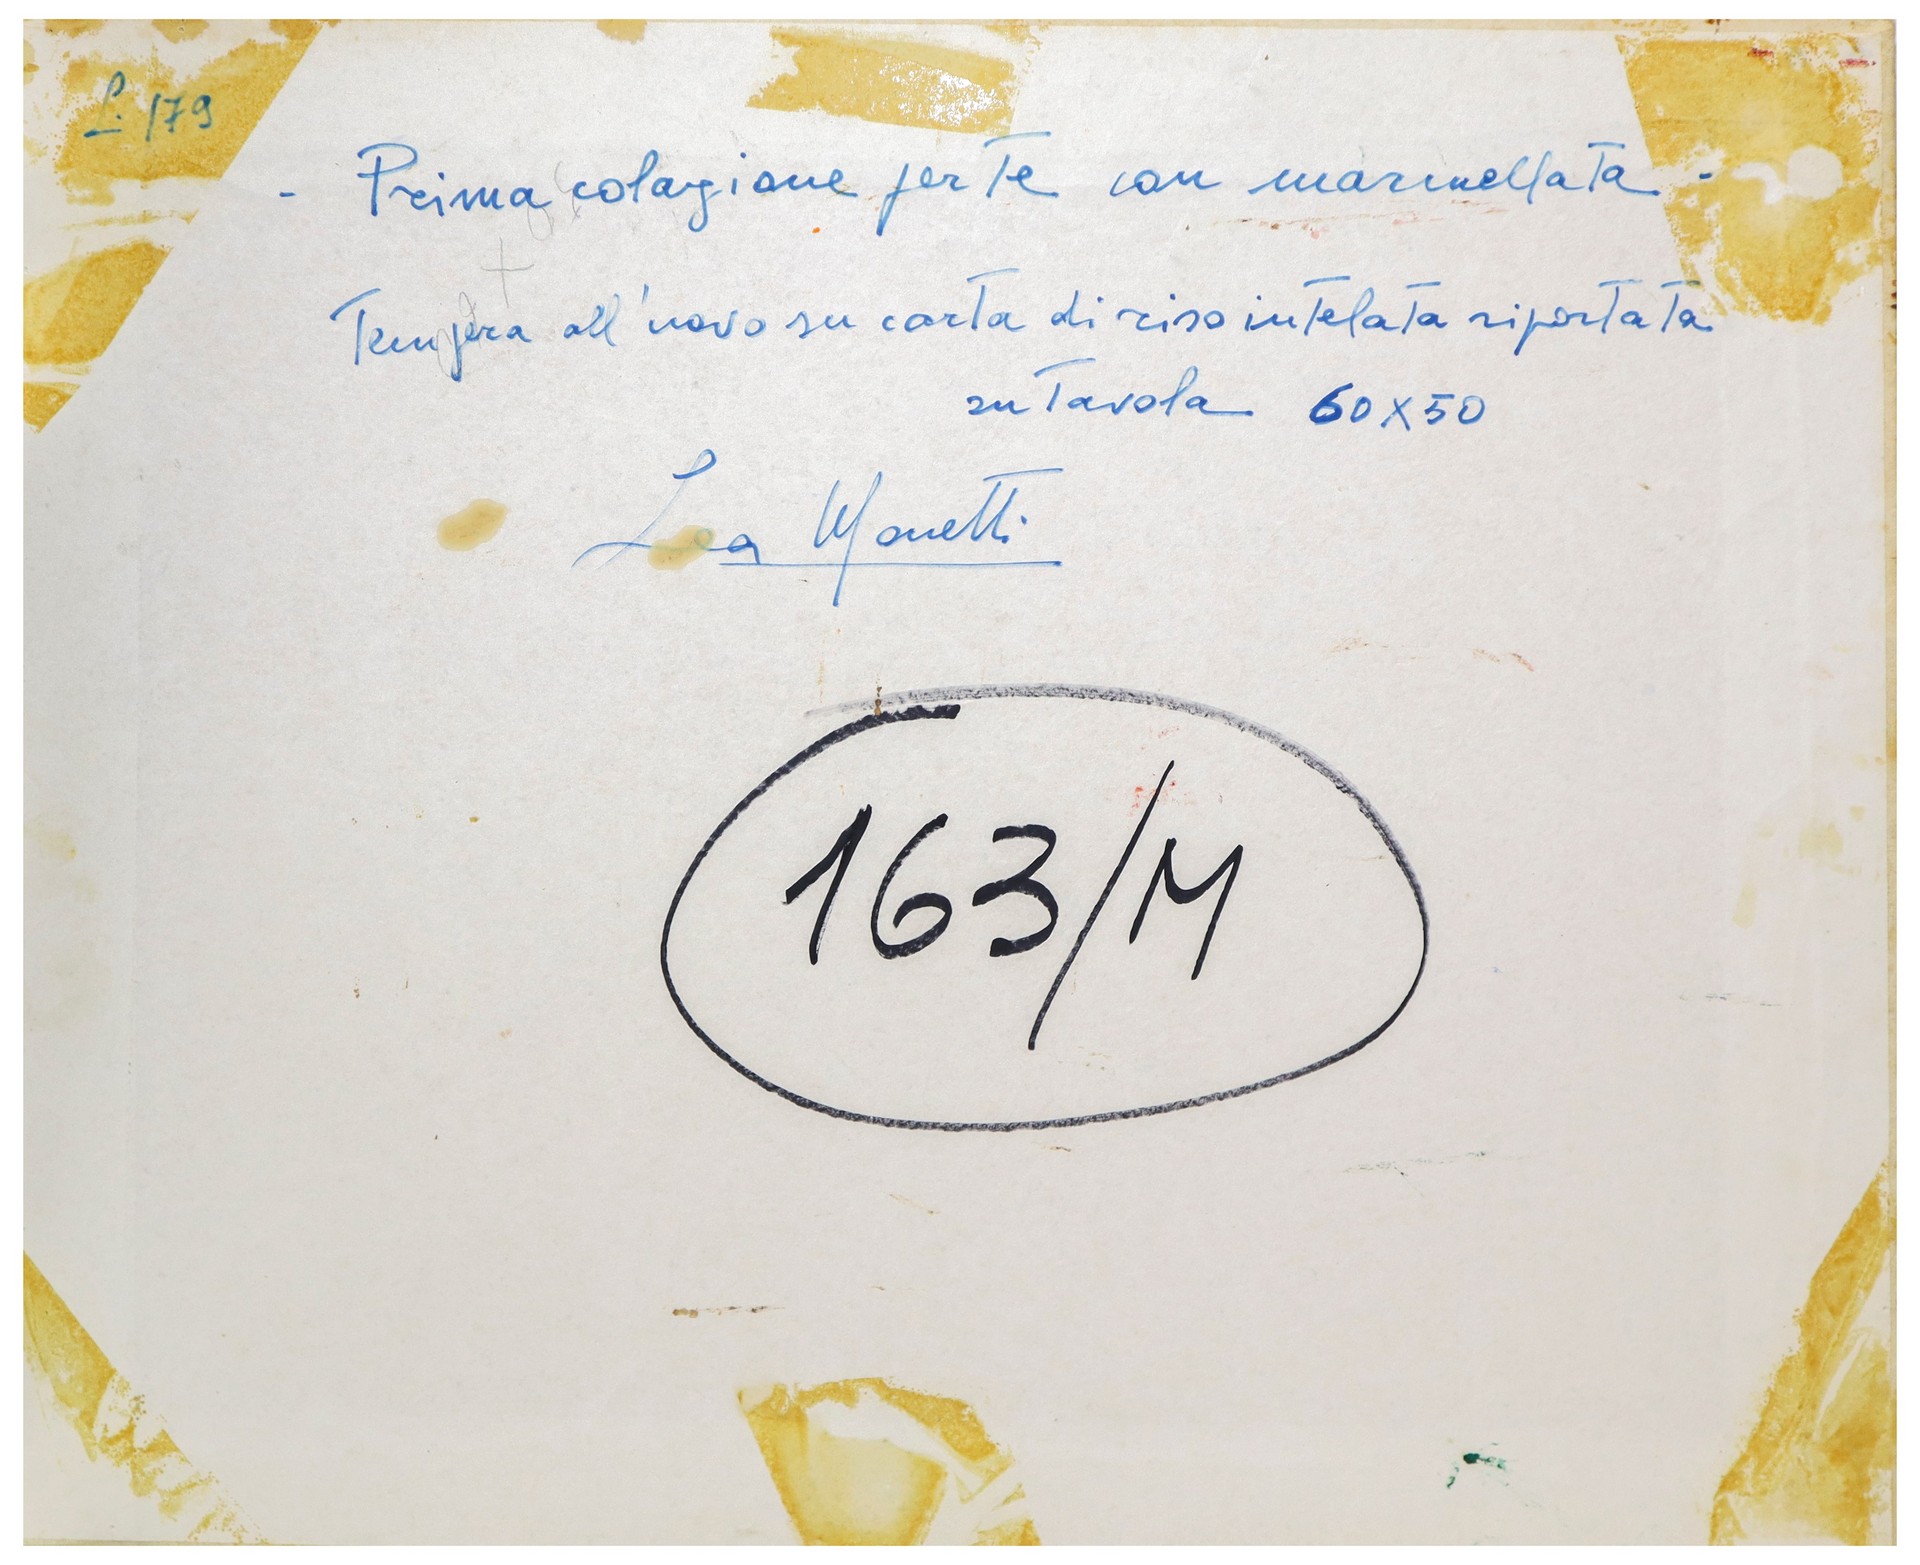 L. 179
- Prima colazione per Te con marmellata -
Tempera all'uovo su carta di riso intelata riportata
su Tavola 60x50
Lea Monetti
163/M